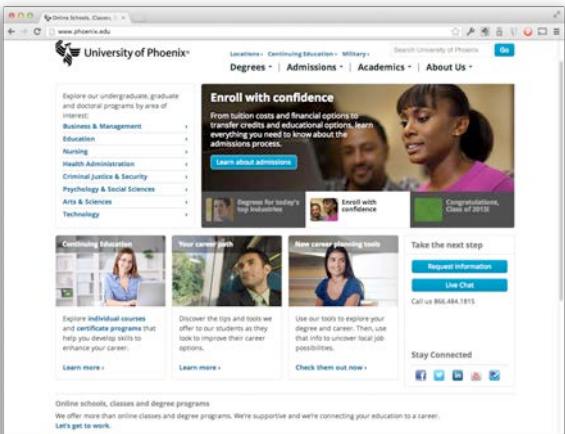 Online Schools, Classes,
www.phoenix.edu
University of Phoenix
Locations Continuing Education Military
Search University of Phoenix
Go
Degrees | Admissions | Academics | About Us
Explore our undergraduate, graduate
and doctoral programs by area of
interest:
Business & Management
Education
Nursing
Health Administration
Criminal Justice & Security
Psychology & Social Sciences
Arts & Sciences
Technology
Enroll with confidence
From tuition costs and financial options to
transfer credits and educational options, learn
everything you need to know about the
admissions process.
Learn about admissions
Degrees for today's
top industries
Enroll with
confidence
Congratulations,
Class of 2013!
Continuing Education
Explore individual courses
and certificate programs that
help you develop skills to
enhance your career.
Learn more ›
Your career path
Discover the tips and tools we
offer to our students as they
look to improve their career
options.
Learn more ›
New career planning tools
Use our tools to explore your
degree and career. Then, use
that info to uncover local job
possibilities.
Check them out now ›
Take the next step
Request Information
Live Chat
Call us 866.484.1815
Stay Connected
Online schools, classes and degree programs
We offer more than online classes and degree programs. We're supportive and we're connecting your education to a career.
Let's get to work.